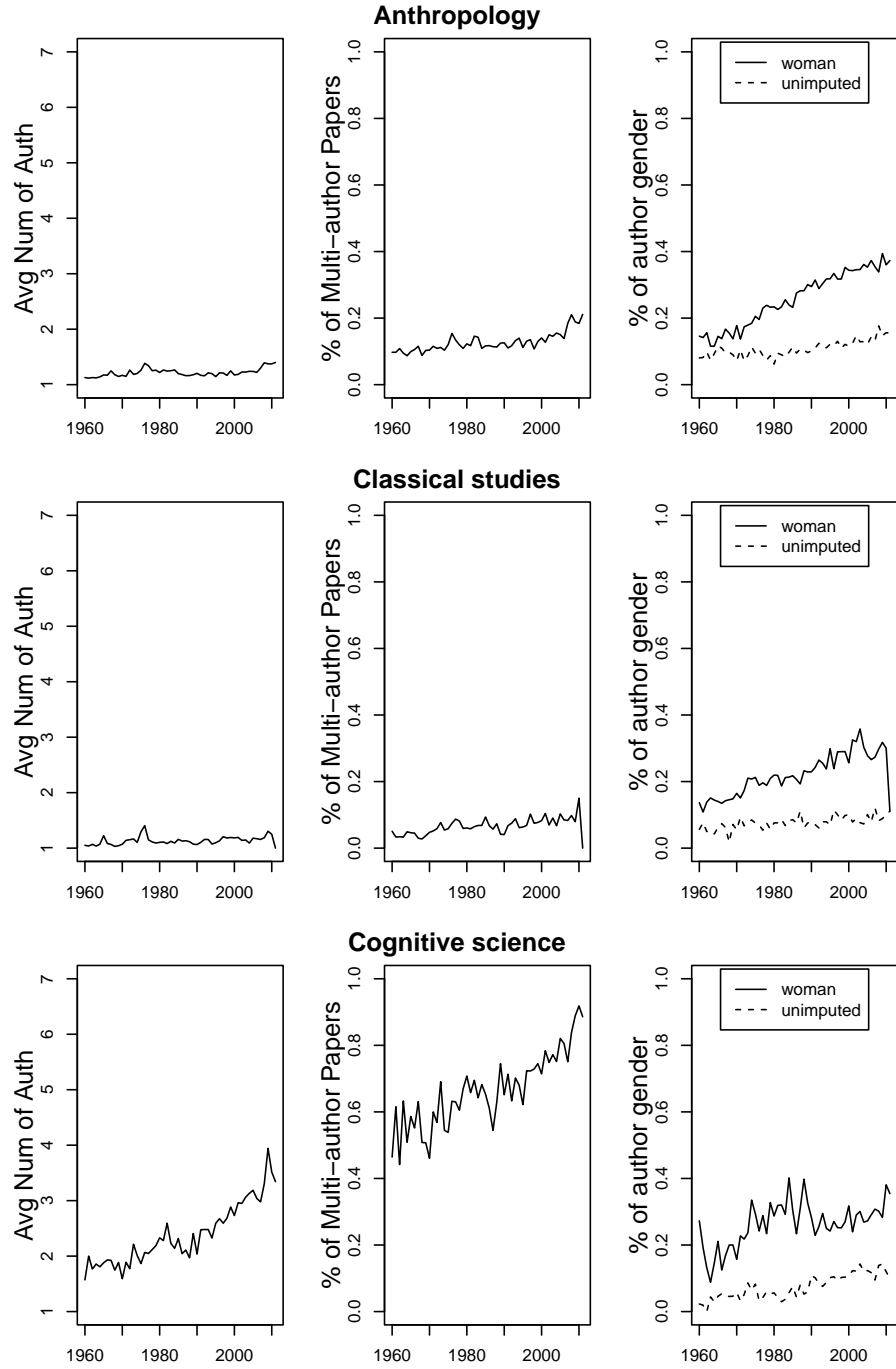 Anthropology
Avg Num of Auth
1 2 3 4 5 6 7
1960 1980 2000
% of Multi−author Papers
0.0 0.2 0.4 0.6 0.8 1.0
1960 1980 2000
% of author gender
0.0 0.2 0.4 0.6 0.8 1.0
1960 1980 2000
woman
unimputed
Classical studies
Avg Num of Auth
1 2 3 4 5 6 7
1960 1980 2000
% of Multi−author Papers
0.0 0.2 0.4 0.6 0.8 1.0
1960 1980 2000
% of author gender
0.0 0.2 0.4 0.6 0.8 1.0
1960 1980 2000
woman
unimputed
Cognitive science
Avg Num of Auth
1 2 3 4 5 6 7
1960 1980 2000
% of Multi−author Papers
0.0 0.2 0.4 0.6 0.8 1.0
1960 1980 2000
% of author gender
0.0 0.2 0.4 0.6 0.8 1.0
1960 1980 2000
woman
unimputed